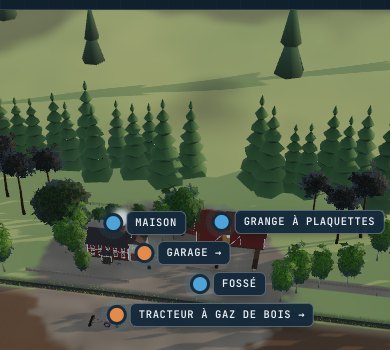 MAISON
GRANGE À PLAQUETTES
GARAGE →
FOSSÉ
TRACTEUR À GAZ DE BOIS →